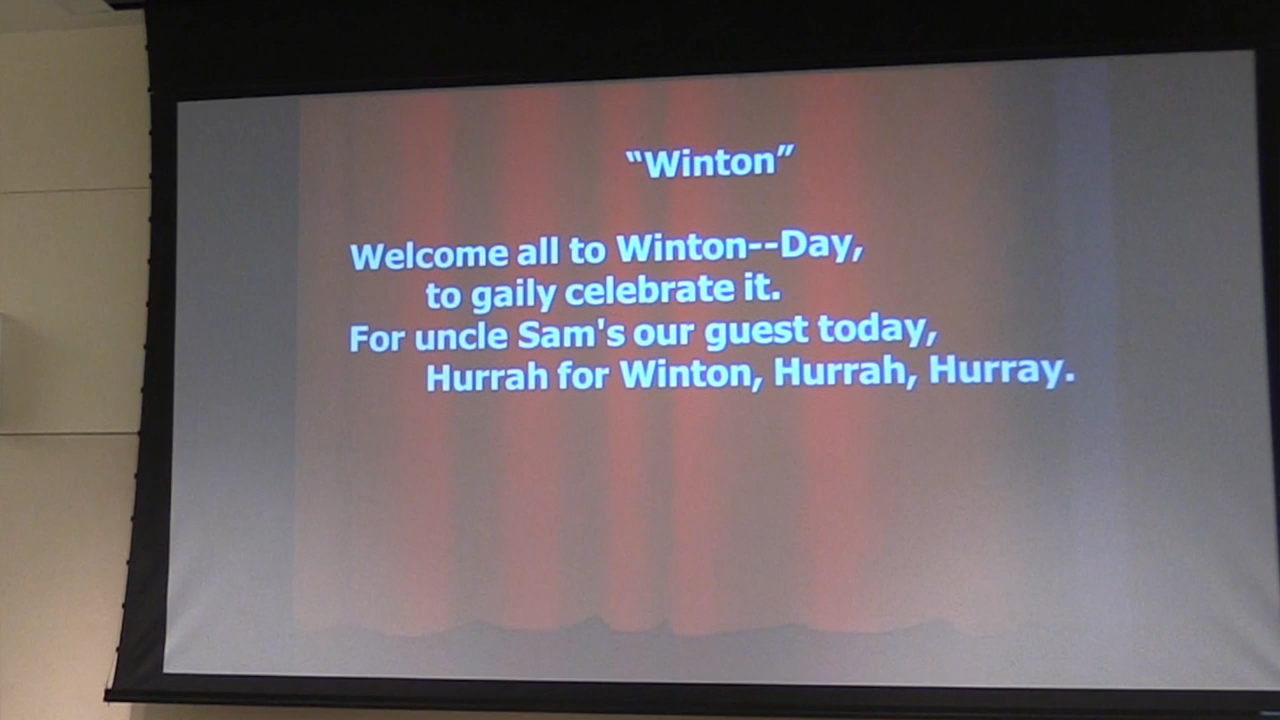 “Winton”
Welcome all to Winton--Day,
to gaily celebrate it.
For uncle Sam's our guest today,
Hurrah for Winton, Hurrah, Hurray.